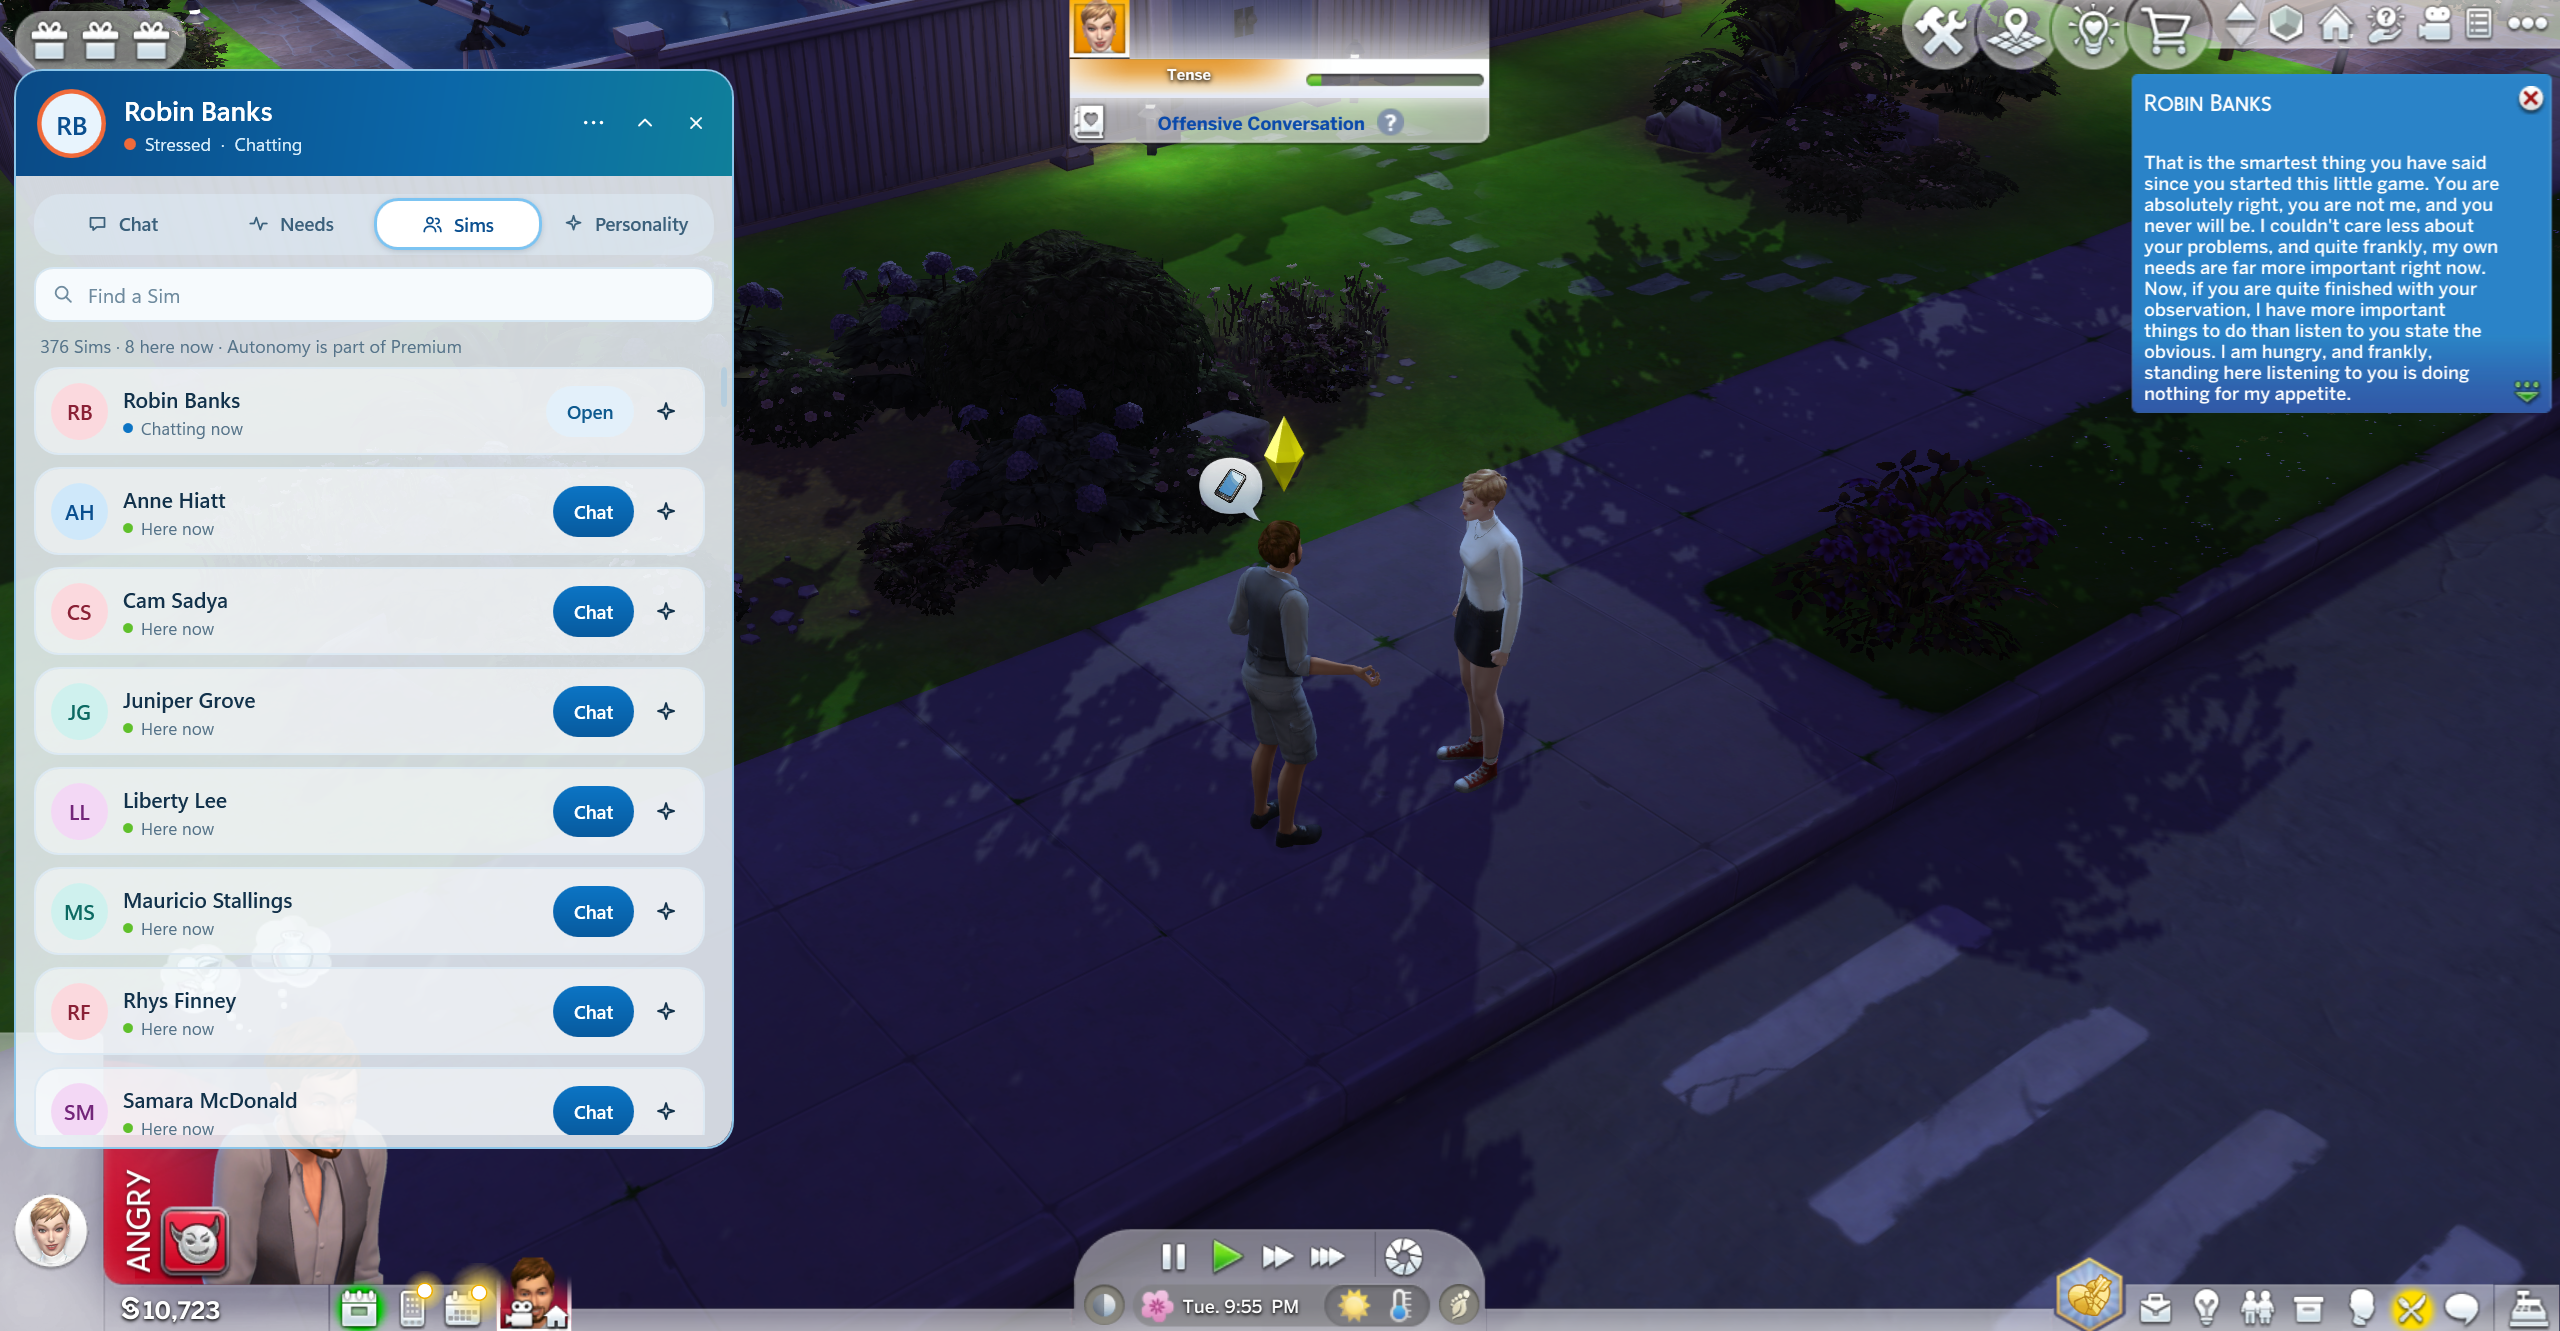 Robin Banks
RB
Stressed · Chatting
Chat
Needs
Sims
Personality
Find a Sim
376 Sims · 8 here now · Autonomy is part of Premium
RB
Robin Banks
Chatting now
Open
AH
Anne Hiatt
Here now
Chat
CS
Cam Sadya
Here now
Chat
JG
Juniper Grove
Here now
Chat
LL
Liberty Lee
Here now
Chat
MS
Mauricio Stallings
Here now
Chat
RF
Rhys Finney
Here now
Chat
SM
Samara McDonald
Here now
Chat
Tense
Offensive Conversation
?
ROBIN BANKS
That is the smartest thing you have said
since you started this little game. You are
absolutely right, you are not me, and you
never will be. I couldn't care less about
your problems, and quite frankly, my own
needs are far more important right now.
Now, if you are quite finished with your
observation, I have more important
things to do than listen to you state the
obvious. I am hungry, and frankly,
standing here listening to you is doing
nothing for my appetite.
ANGRY
§10,723
Tue. 9:55 PM